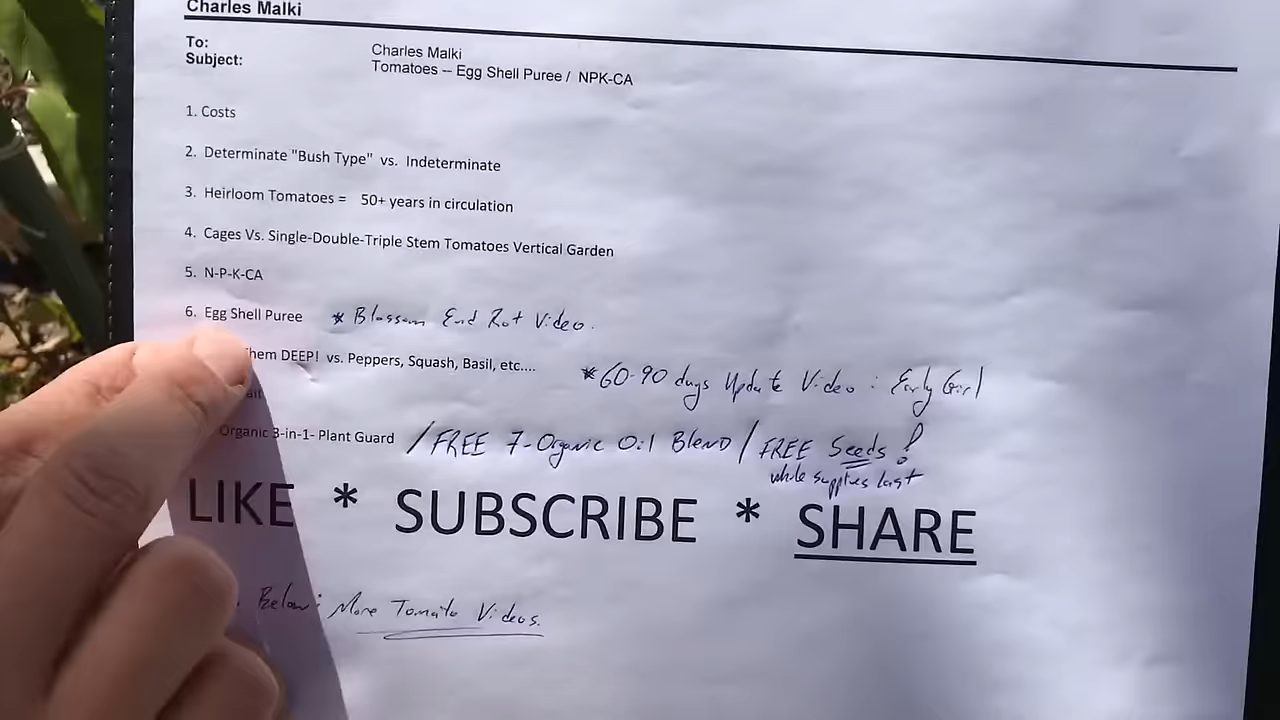 Charles Malki
To: Charles Malki
Subject: Tomatoes -- Egg Shell Puree / NPK-CA
1. Costs
2. Determinate "Bush Type" vs. Indeterminate
3. Heirloom Tomatoes = 50+ years in circulation
4. Cages Vs. Single-Double-Triple Stem Tomatoes Vertical Garden
5. N-P-K-CA
6. Egg Shell Puree * Blossom End Rot Video.
DEEP! vs. Peppers, Squash, Basil, etc....
*60-90 days Update Video : Early Girl
Organic 3-in-1- Plant Guard /FREE 7-Organic Oil Blend / FREE Seeds!
while supplies last
LIKE * SUBSCRIBE * SHARE
Below: More Tomato Videos.